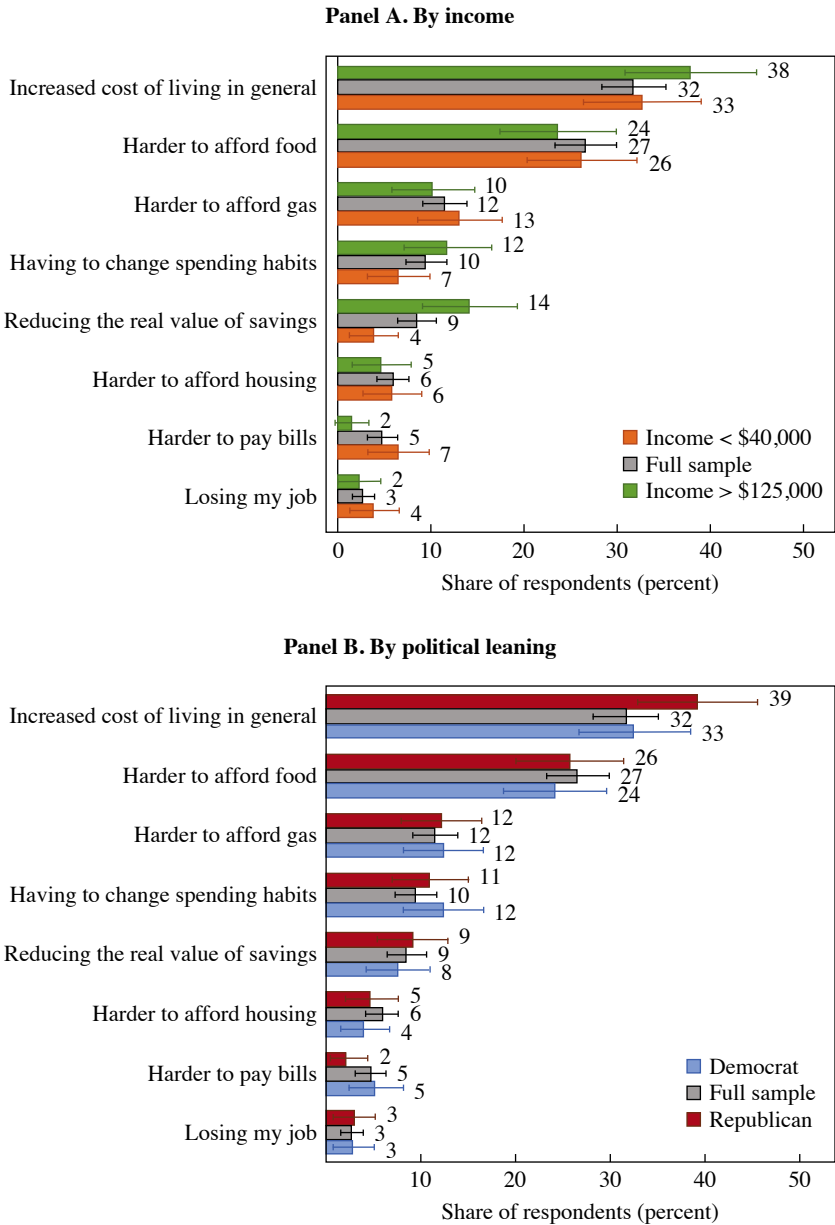 Panel A. By income
Increased cost of living in general
38
32
33
Harder to afford food
24
27
26
Harder to afford gas
10
12
13
Having to change spending habits
12
10
7
Reducing the real value of savings
14
9
4
Harder to afford housing
5
6
6
Harder to pay bills
2
5
7
Losing my job
2
3
4
Income < $40,000
Full sample
Income > $125,000
0 10 20 30 40 50
Share of respondents (percent)
Panel B. By political leaning
Increased cost of living in general
39
32
33
Harder to afford food
26
27
24
Harder to afford gas
12
12
12
Having to change spending habits
11
10
12
Reducing the real value of savings
9
9
8
Harder to afford housing
5
6
4
Harder to pay bills
2
5
5
Losing my job
3
3
3
Democrat
Full sample
Republican
10 20 30 40 50
Share of respondents (percent)